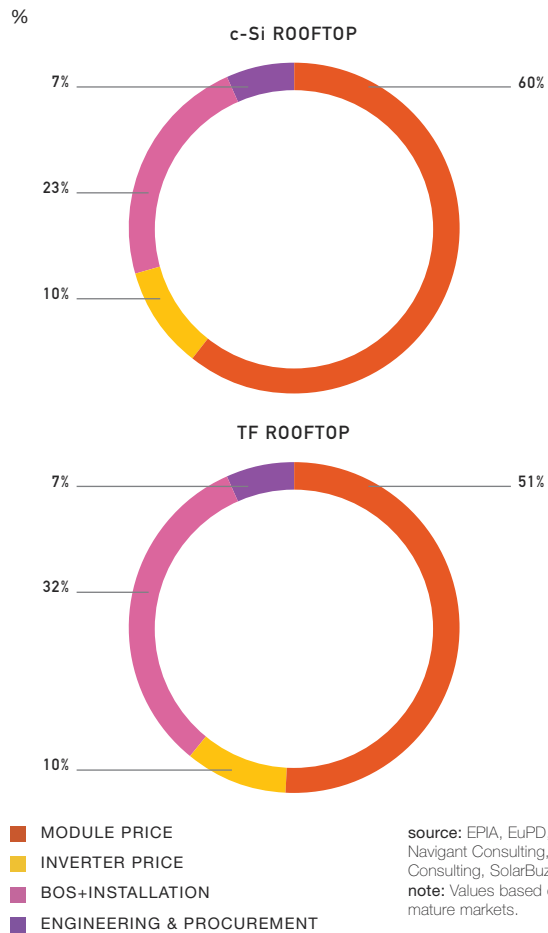 %
c-Si ROOFTOP
7%
60%
23%
10%
TF ROOFTOP
7%
51%
32%
10%
MODULE PRICE
INVERTER PRICE
BOS+INSTALLATION
ENGINEERING & PROCUREMENT
source: EPIA, EuPD
Navigant Consulting,
Consulting,
note: Values based
mature markets.